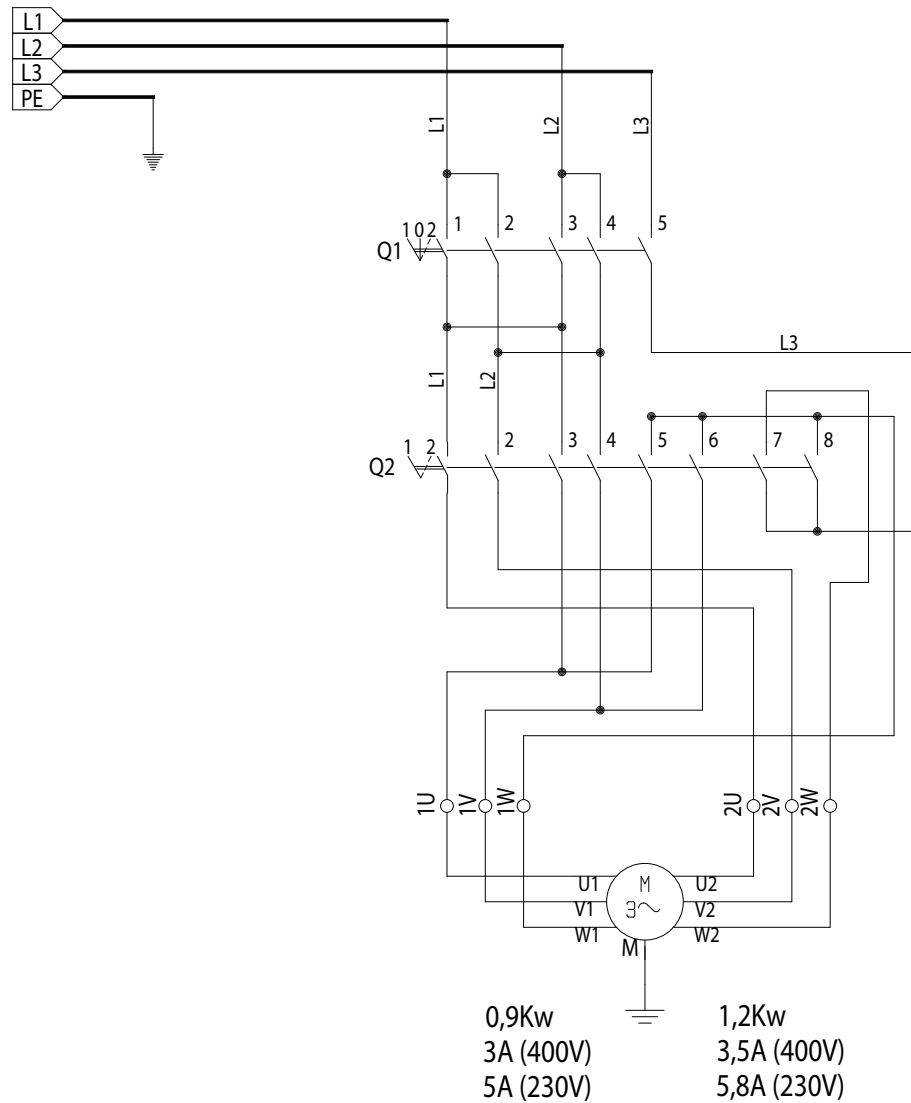 L1
L2
L3
PE
L1 L2 L3
1 0 2 1 2 3 4 5
Q1
L3
L1 L2
1 2 2 3 4 5 6 7 8
Q2
1U 1V 1W 2U 2V 2W
U1 M U2
V1 3~ V2
W1 W2
M
0,9Kw 1,2Kw
3A (400V) 3,5A (400V)
5A (230V) 5,8A (230V)